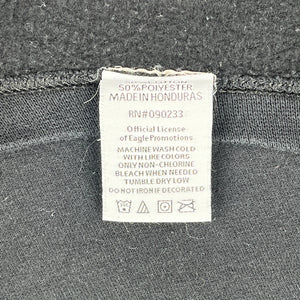 50% POLYESTER
MADE IN HONDURAS
RN#090233
Official License
of Eagle Promotions
MACHINE WASH COLD
WITH LIKE COLORS
ONLY NON-CHLORINE
BLEACH WHEN NEEDED
TUMBLE DRY LOW
DO NOT IRON IF DECORATED